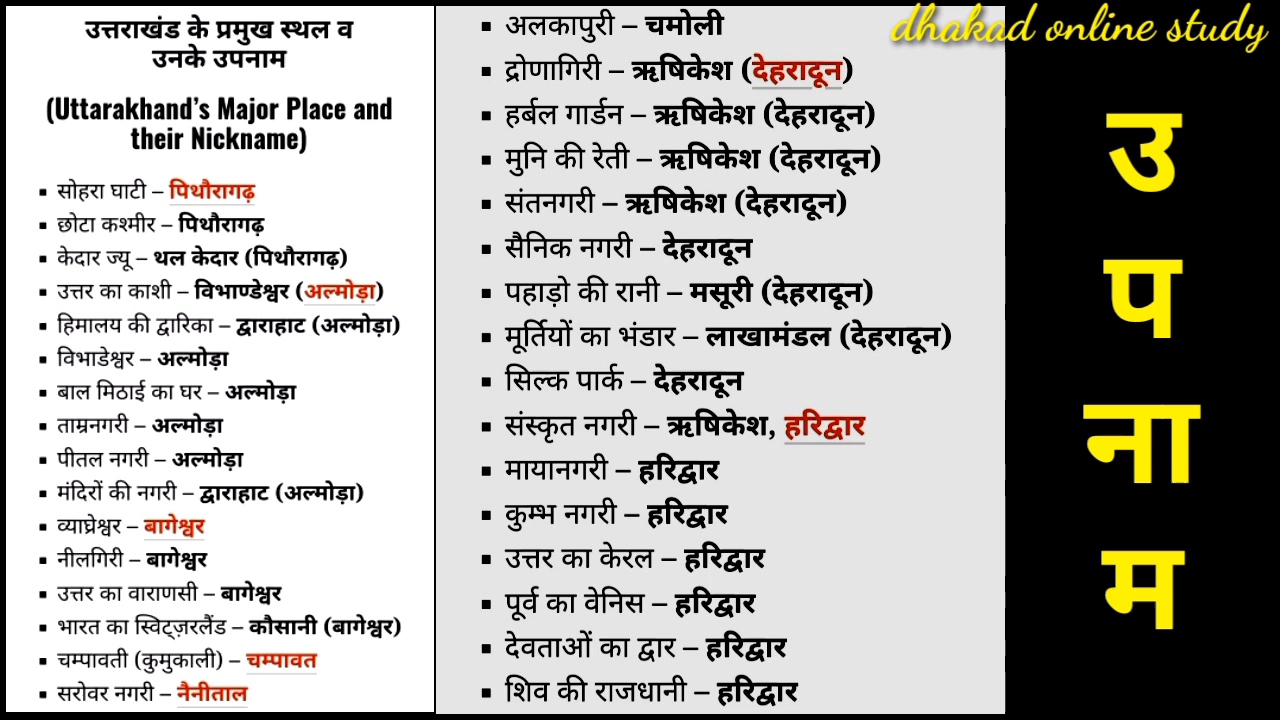 उत्तराखंड के प्रमुख स्थल व
उनके उपनाम
(Uttarakhand's Major Place and
their Nickname)
▪ सोहरा घाटी – पिथौरागढ़
▪ छोटा कश्मीर – पिथौरागढ़
▪ केदार ज्यू – थल केदार (पिथौरागढ़)
▪ उत्तर का काशी – विभाण्डेश्वर (अल्मोड़ा)
▪ हिमालय की द्वारिका – द्वाराहाट (अल्मोड़ा)
▪ विभाडेश्वर – अल्मोड़ा
▪ बाल मिठाई का घर – अल्मोड़ा
▪ ताम्रनगरी – अल्मोड़ा
▪ पीतल नगरी – अल्मोड़ा
▪ मंदिरों की नगरी – द्वाराहाट (अल्मोड़ा)
▪ व्याघ्रेश्वर – बागेश्वर
▪ नीलगिरी – बागेश्वर
▪ उत्तर का वाराणसी – बागेश्वर
▪ भारत का स्विट्ज़रलैंड – कौसानी (बागेश्वर)
▪ चम्पावती (कुमुकाली) – चम्पावत
▪ सरोवर नगरी – नैनीताल
▪ अलकापुरी – चमोली
▪ द्रोणागिरी – ऋषिकेश (देहरादून)
▪ हर्बल गार्डन – ऋषिकेश (देहरादून)
▪ मुनि की रेती – ऋषिकेश (देहरादून)
▪ संतनगरी – ऋषिकेश (देहरादून)
▪ सैनिक नगरी – देहरादून
▪ पहाड़ो की रानी – मसूरी (देहरादून)
▪ मूर्तियों का भंडार – लाखामंडल (देहरादून)
▪ सिल्क पार्क – देहरादून
▪ संस्कृत नगरी – ऋषिकेश, हरिद्वार
▪ मायानगरी – हरिद्वार
▪ कुम्भ नगरी – हरिद्वार
▪ उत्तर का केरल – हरिद्वार
▪ पूर्व का वेनिस – हरिद्वार
▪ देवताओं का द्वार – हरिद्वार
▪ शिव की राजधानी – हरिद्वार
dhakad online study
उ
प
ना
म